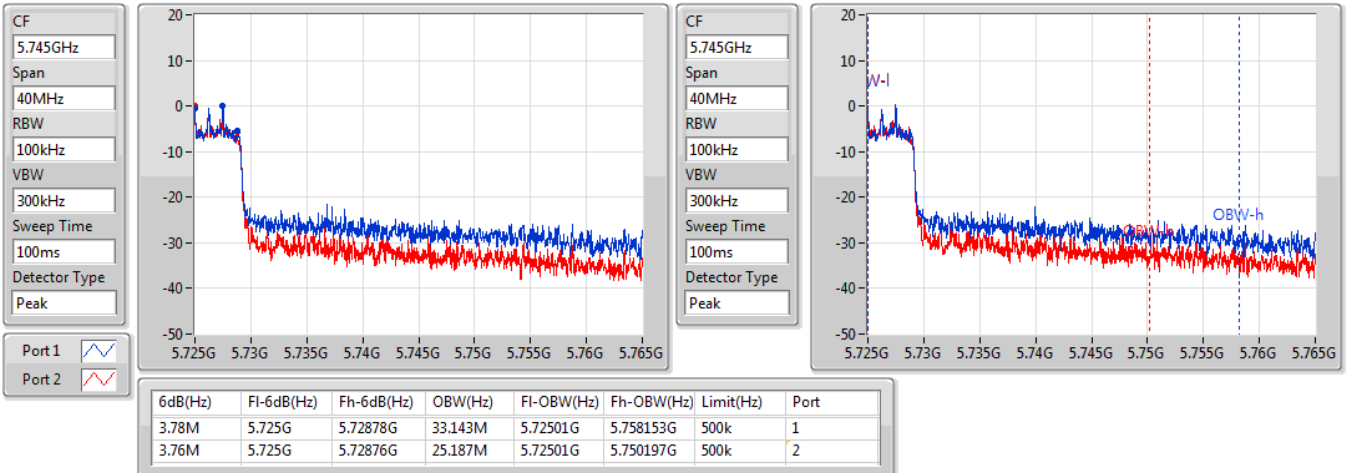 CF
5.745GHz
Span
40MHz
RBW
100kHz
VBW
300kHz
Sweep Time
100ms
Detector Type
Peak
Port 1
Port 2
20
10
0
-10
-20
-30
-40
-50
5.725G 5.73G 5.735G 5.74G 5.745G 5.75G 5.755G 5.76G 5.765G
CF
5.745GHz
Span
40MHz
RBW
100kHz
VBW
300kHz
Sweep Time
100ms
Detector Type
Peak
20
10
0
-10
-20
-30
-40
-50
W-l
OBW-h
OBW-h
5.725G 5.73G 5.735G 5.74G 5.745G 5.75G 5.755G 5.76G 5.765G
6dB(Hz) Fl-6dB(Hz) Fh-6dB(Hz) OBW(Hz) Fl-OBW(Hz) Fh-OBW(Hz) Limit(Hz) Port
3.78M 5.725G 5.72878G 33.143M 5.72501G 5.758153G 500k 1
3.76M 5.725G 5.72876G 25.187M 5.72501G 5.750197G 500k 2